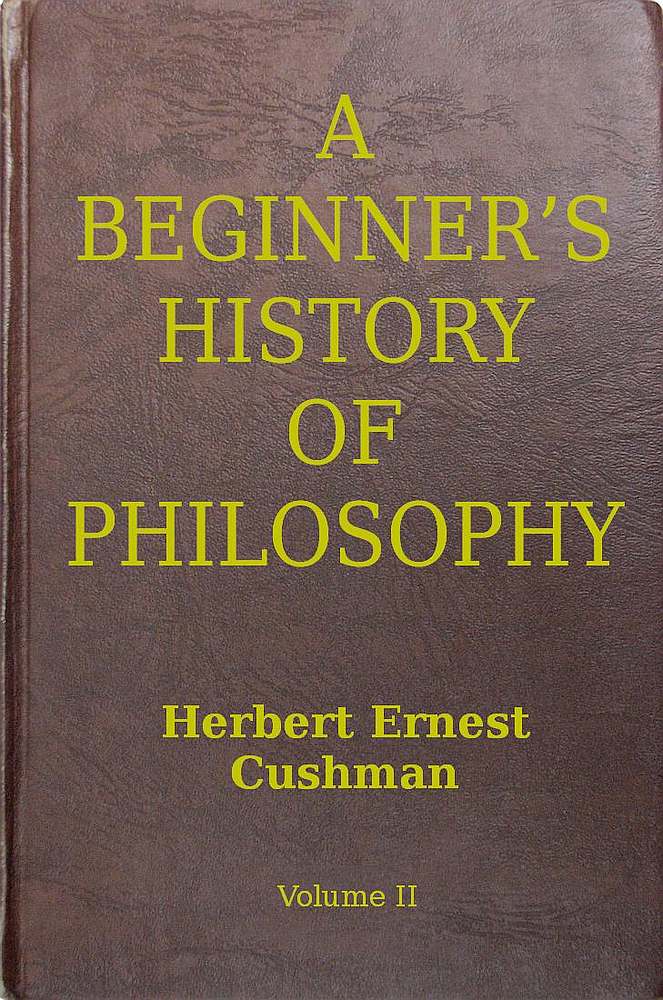 A
BEGINNER’S
HISTORY
OF
PHILOSOPHY
Herbert Ernest
Cushman
Volume II